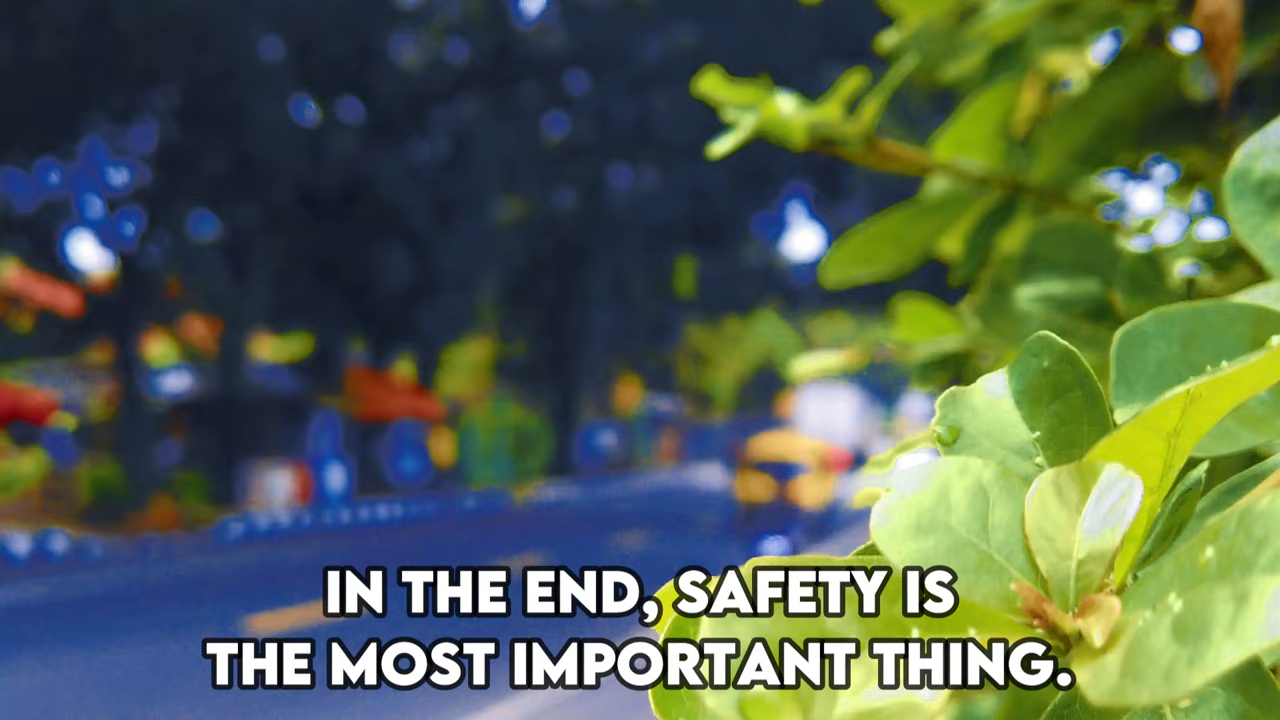 IN THE END, SAFETY IS
THE MOST IMPORTANT THING.